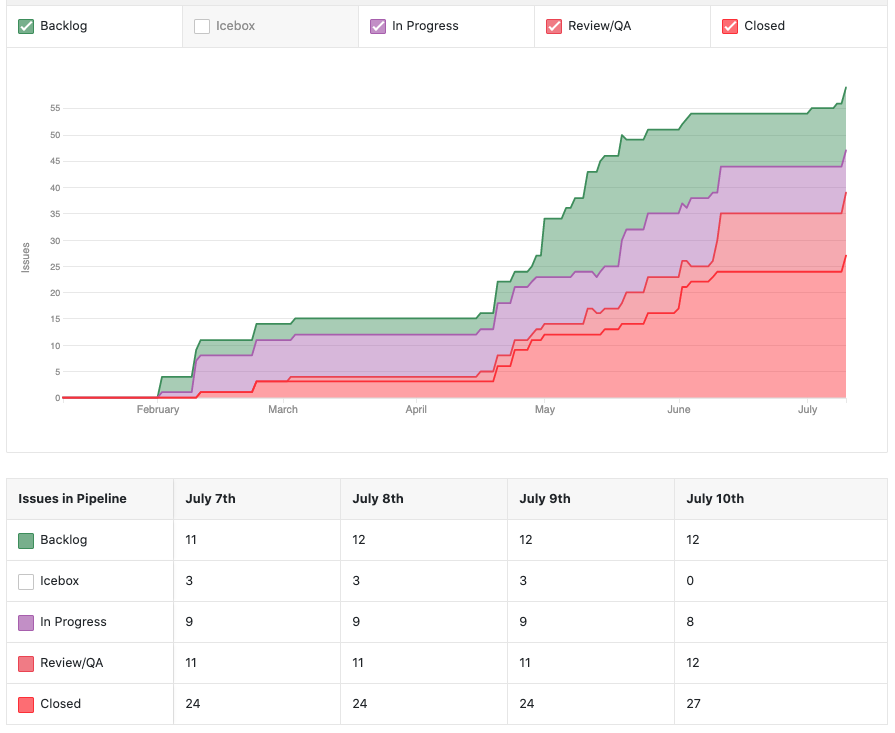 Backlog Icebox In Progress Review/QA Closed
55
50
45
40
35
30
25
20
15
10
5
0
Issues
February March April May June July
Issues in Pipeline July 7th July 8th July 9th July 10th
Backlog 11 12 12 12
Icebox 3 3 3 0
In Progress 9 9 9 8
Review/QA 11 11 11 12
Closed 24 24 24 27